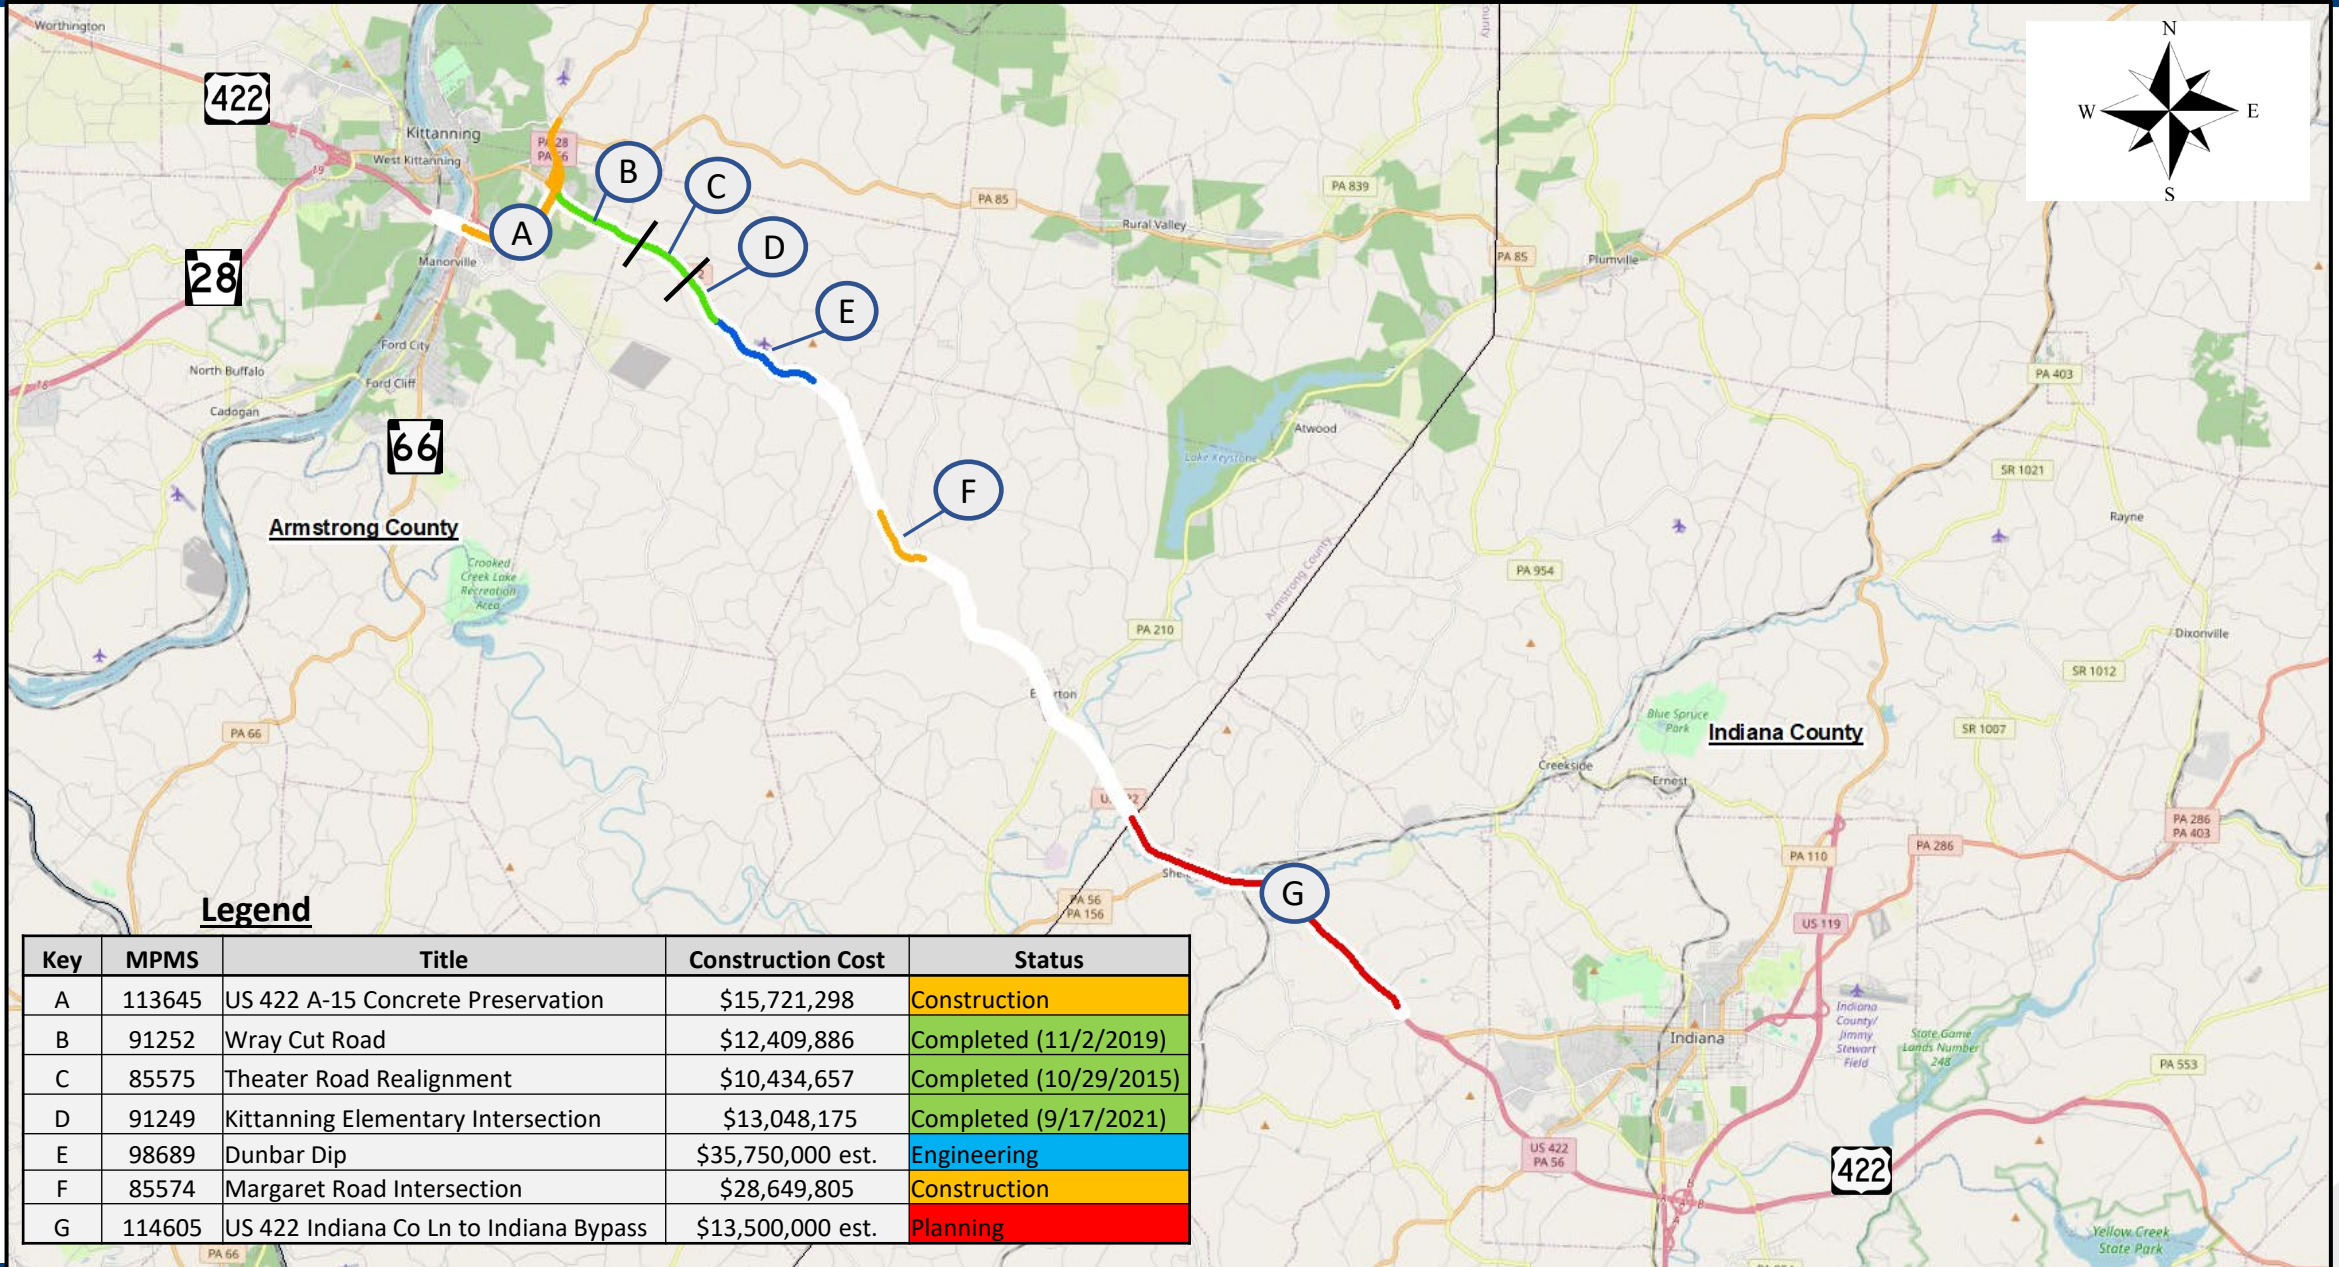 Worthington
422
Kittanning
West Kittanning
19
PA 28
PA 66
A
B
C
D
E
F
G
N
W
E
S
PA 85
PA 839
Rural Valley
PA 85
Plumville
28
Manorville
Ford City
Ford Cliff
North Buffalo
18
Cadogan
66
Armstrong County
Crooked
Creek Lake
Recreation
Area
Atwood
Lake Keystone
PA 403
SR 1021
Rayne
PA 954
Armstrong County
PA 210
Dixonville
SR 1012
PA 66
Blue Spruce
Park
Indiana County
SR 1007
Creekside
Ernest
PA 286
PA 403
PA 110
PA 286
PA 56
PA 156
US 119
Indiana
Indiana
County/
Jimmy
Stewart
Field
State Game
Lands Number
248
PA 553
US 422
PA 56
422
Yellow Creek
State Park
PA 66
Legend
Key MPMS Title Construction Cost Status
A 113645 US 422 A-15 Concrete Preservation $15,721,298 Construction
B 91252 Wray Cut Road $12,409,886 Completed (11/2/2019)
C 85575 Theater Road Realignment $10,434,657 Completed (10/29/2015)
D 91249 Kittanning Elementary Intersection $13,048,175 Completed (9/17/2021)
E 98689 Dunbar Dip $35,750,000 est. Engineering
F 85574 Margaret Road Intersection $28,649,805 Construction
G 114605 US 422 Indiana Co Ln to Indiana Bypass $13,500,000 est. Planning